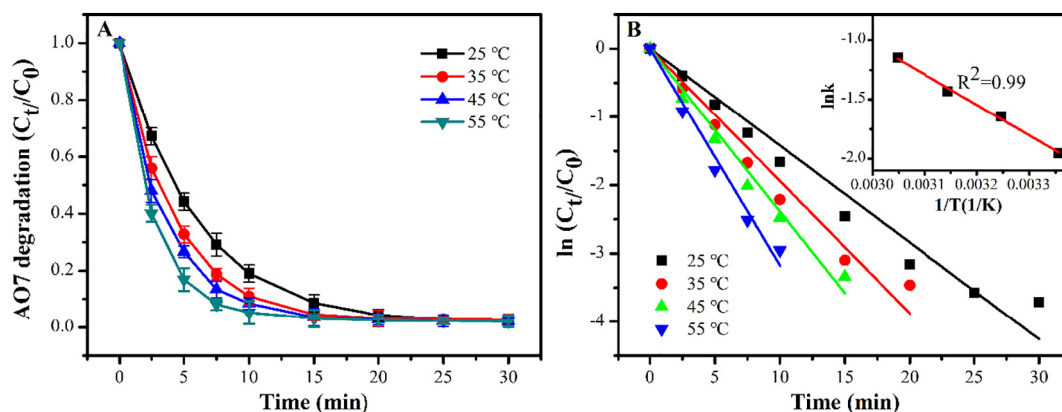 A
AO7 degradation (Ct/C0)
1.0
0.8
0.6
0.4
0.2
0.0
25 ℃
35 ℃
45 ℃
55 ℃
0 5 10 15 20 25 30
Time (min)
B
ln (Ct/C0)
0
-1
-2
-3
-4
25 ℃
35 ℃
45 ℃
55 ℃
0 5 10 15 20 25 30
Time (min)
lnk
-1.0
-1.5
-2.0
R2=0.99
0.0030 0.0031 0.0032 0.0033
1/T(1/K)